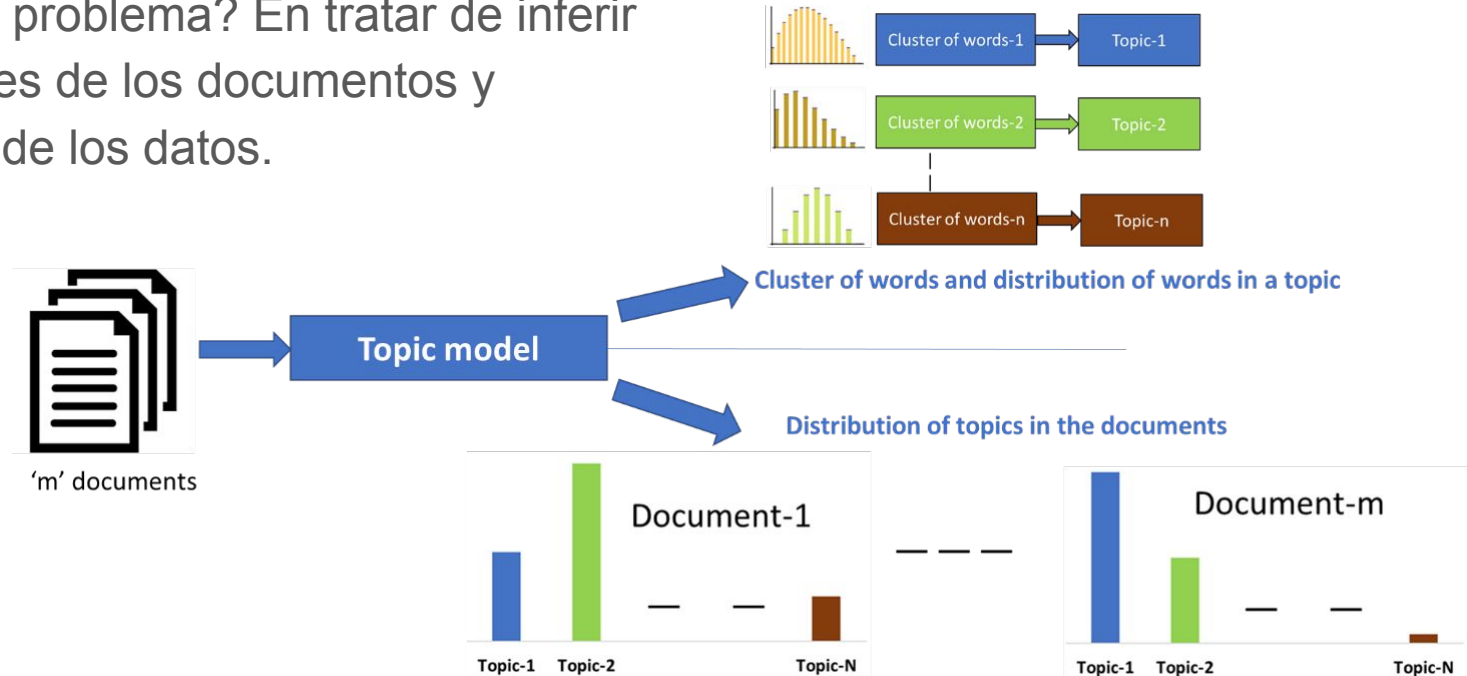 problema? En tratar de inferir
es de los documentos y
de los datos.
Cluster of words-1
Topic-1
Cluster of words-2
Topic-2
Cluster of words-n
Topic-n
Cluster of words and distribution of words in a topic
Topic model
'm' documents
Distribution of topics in the documents
Document-1
Topic-1 Topic-2 Topic-N
Document-m
Topic-1 Topic-2 Topic-N